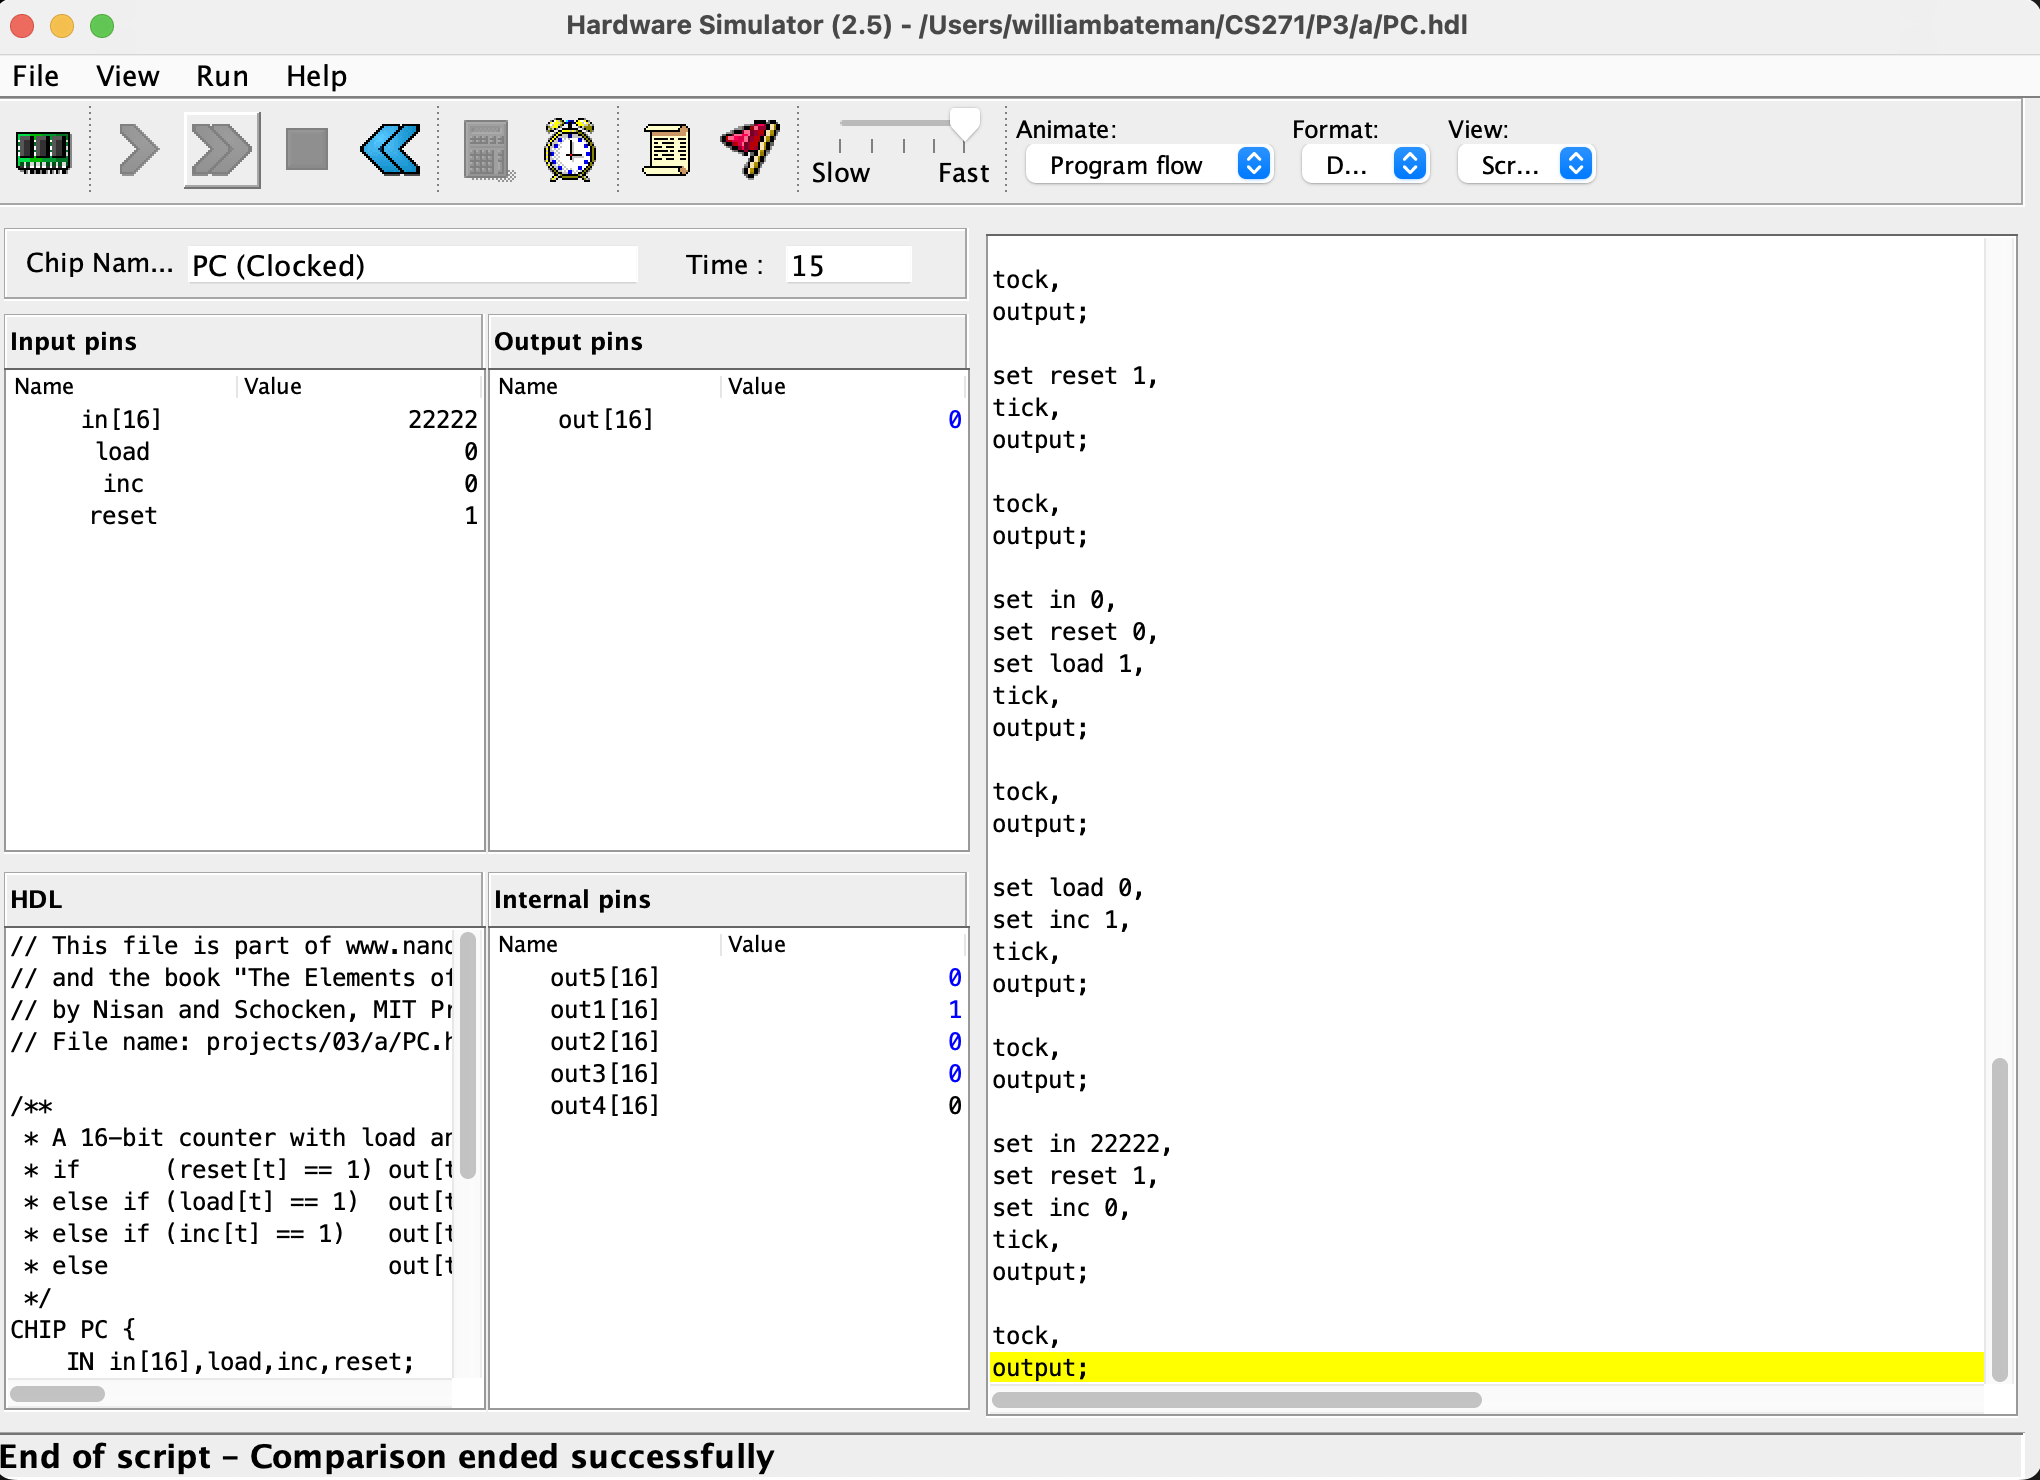 Hardware Simulator (2.5) - /Users/williambateman/CS271/P3/a/PC.hdl
File View Run Help
Slow Fast
Animate: Format: View:
Program flow D... Scr...
Chip Nam... PC (Clocked) Time : 15
Input pins
Name Value
in[16] 22222
load 0
inc 0
reset 1
Output pins
Name Value
out[16] 0
HDL
// This file is part of www.nand
// and the book "The Elements of
// by Nisan and Schocken, MIT Pr
// File name: projects/03/a/PC.h
/**
* A 16-bit counter with load an
* if (reset[t] == 1) out[t
* else if (load[t] == 1) out[t
* else if (inc[t] == 1) out[t
* else out[t
*/
CHIP PC {
IN in[16],load,inc,reset;
Internal pins
Name Value
out5[16] 0
out1[16] 1
out2[16] 0
out3[16] 0
out4[16] 0
tock,
output;
set reset 1,
tick,
output;
tock,
output;
set in 0,
set reset 0,
set load 1,
tick,
output;
tock,
output;
set load 0,
set inc 1,
tick,
output;
tock,
output;
set in 22222,
set reset 1,
set inc 0,
tick,
output;
tock,
output;
End of script - Comparison ended successfully